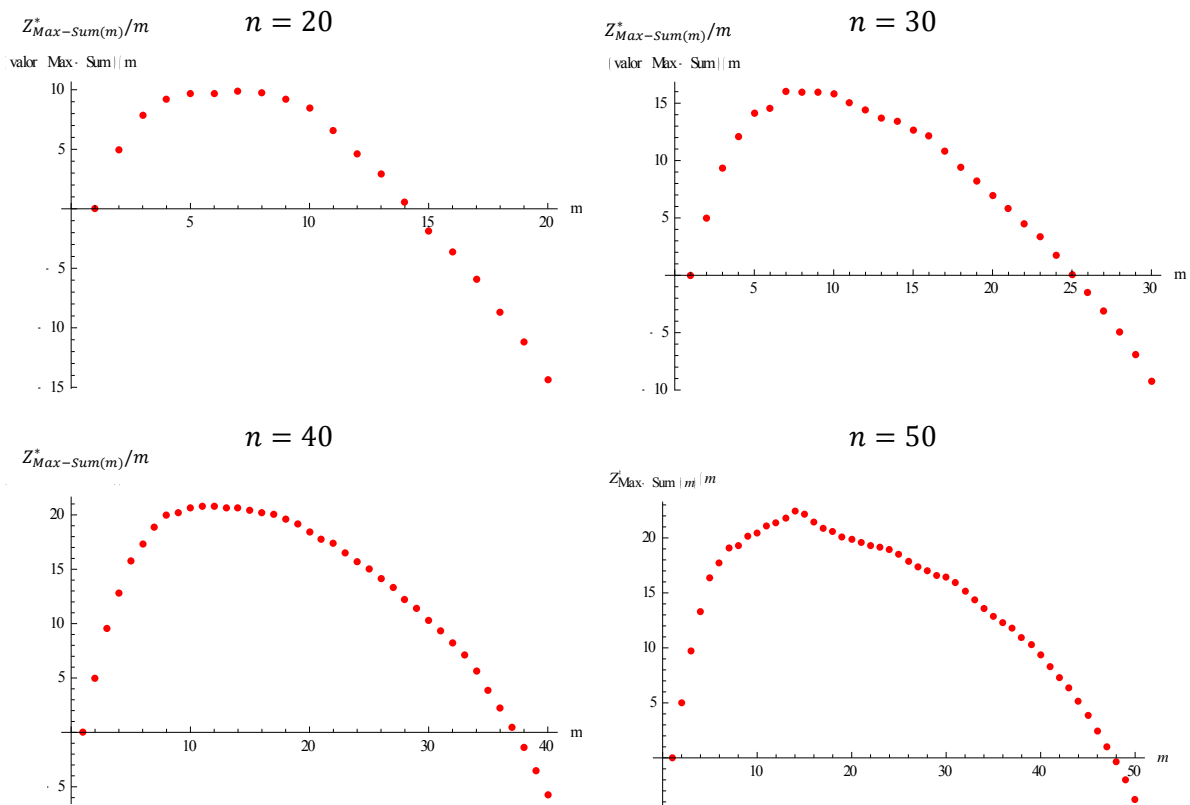 Z*Max−Sum(m)/m n = 20
valor Max- Sum | | m
10
5
5 10 15 20 m
- 5
- 10
- 15
Z*Max−Sum(m)/m n = 30
| valor Max- Sum | | m
15
10
5
5 10 15 20 25 30 m
- 5
- 10
n = 40
Z*Max−Sum(m)/m
20
15
10
5
10 20 30 40 m
- 5
n = 50
Max- Sum | m | | m
20
15
10
5
10 20 30 40 50 m